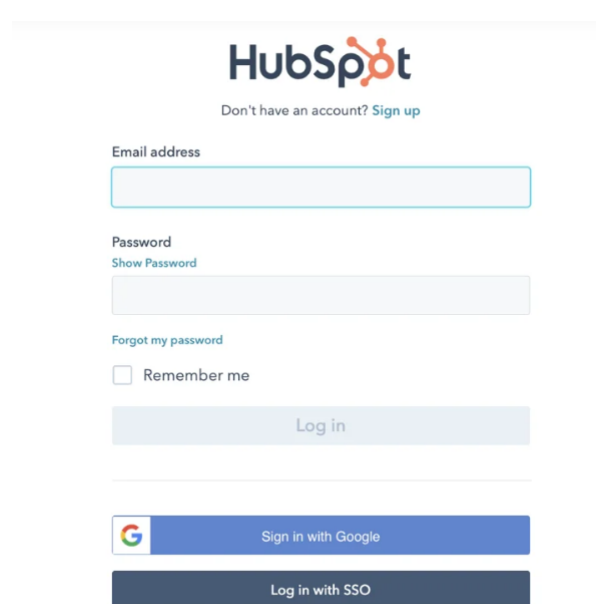 HubSpot
Don't have an account? Sign up
Email address
Password
Show Password
Forgot my password
Remember me
Log in
Sign in with Google
Log in with SSO